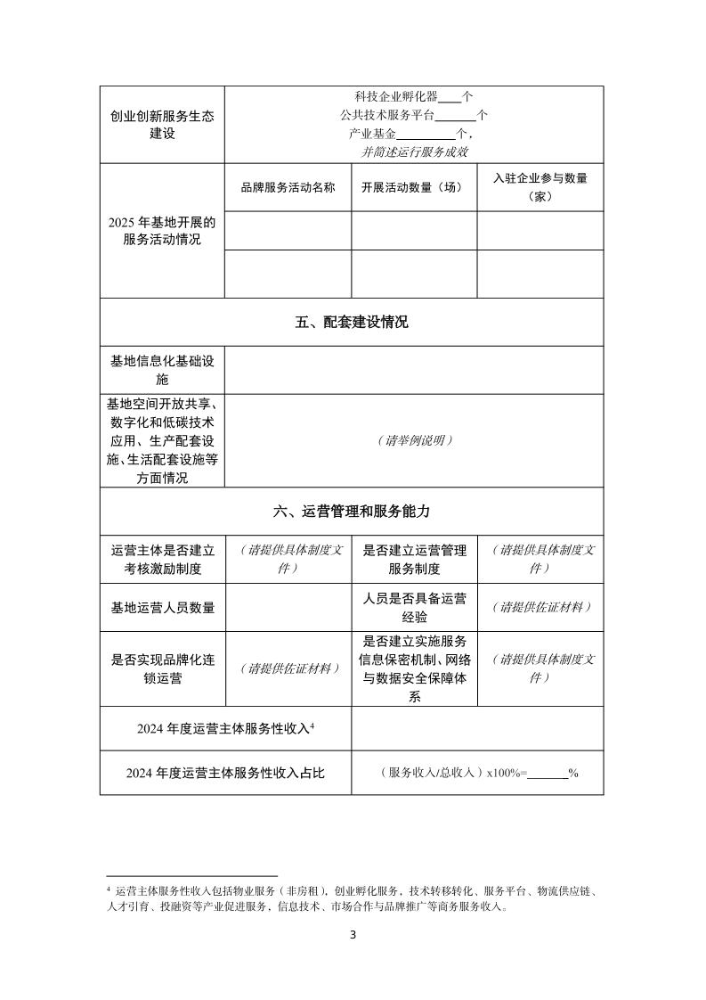 创业创新服务生态
建设
科技企业孵化器____个
公共技术服务平台_______个
产业基金__________个，
并简述运行服务成效
2025 年基地开展的
服务活动情况
品牌服务活动名称
开展活动数量（场）
入驻企业参与数量
（家）
五、配套建设情况
基地信息化基础设
施
基地空间开放共享、
数字化和低碳技术
应用、生产配套设
施、生活配套设施等
方面情况
（请举例说明）
六、运营管理和服务能力
运营主体是否建立
考核激励制度
（请提供具体制度文
件）
是否建立运营管理
服务制度
（请提供具体制度文
件）
基地运营人员数量
人员是否具备运营
经验
（请提供佐证材料）
是否实现品牌化连
锁运营
（请提供佐证材料）
是否建立实施服务
信息保密机制、网络
与数据安全保障体
系
（请提供具体制度文
件）
2024 年度运营主体服务性收入4
2024 年度运营主体服务性收入占比
（服务收入/总收入）x100%=_______%
4 运营主体服务性收入包括物业服务（非房租），创业孵化服务，技术转移转化、服务平台、物流供应链、
人才引育、投融资等产业促进服务，信息技术、市场合作与品牌推广等商务服务收入。
3